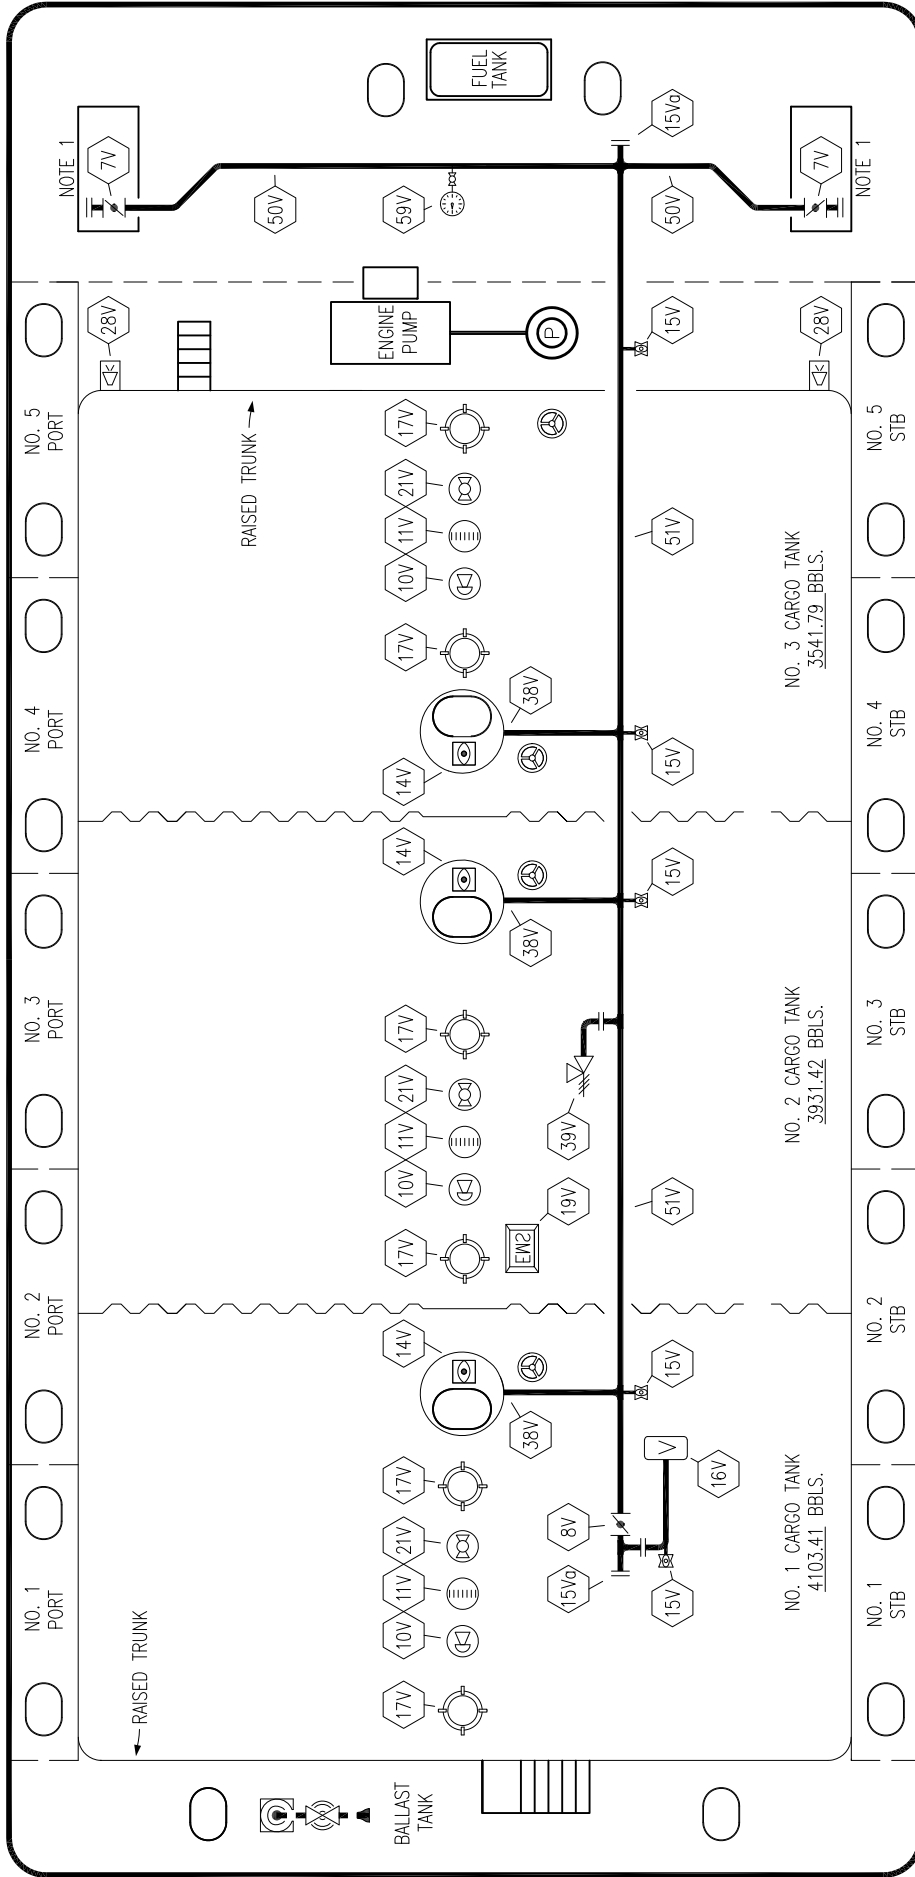 NO. 1
PORT
NO. 2
PORT
NO. 3
PORT
NO. 4
PORT
NO. 5
PORT
RAISED TRUNK
RAISED TRUNK
28V
NOTE 1
7V
50V
BALLAST
TANK
17V
10V
11V
21V
17V
14V
17V
10V
11V
21V
17V
14V
14V
17V
10V
11V
21V
17V
ENGINE
PUMP
59V
FUEL
TANK
38V
EM2
19V
39V
38V
38V
P
15Va
8V
15Va
15V
V
16V
15V
51V
15V
15V
51V
15V
50V
NO. 1 CARGO TANK
4103.41 BBLS.
NO. 2 CARGO TANK
3931.42 BBLS.
NO. 3 CARGO TANK
3541.79 BBLS.
28V
7V
NOTE 1
NO. 1
STB
NO. 2
STB
NO. 3
STB
NO. 4
STB
NO. 5
STB